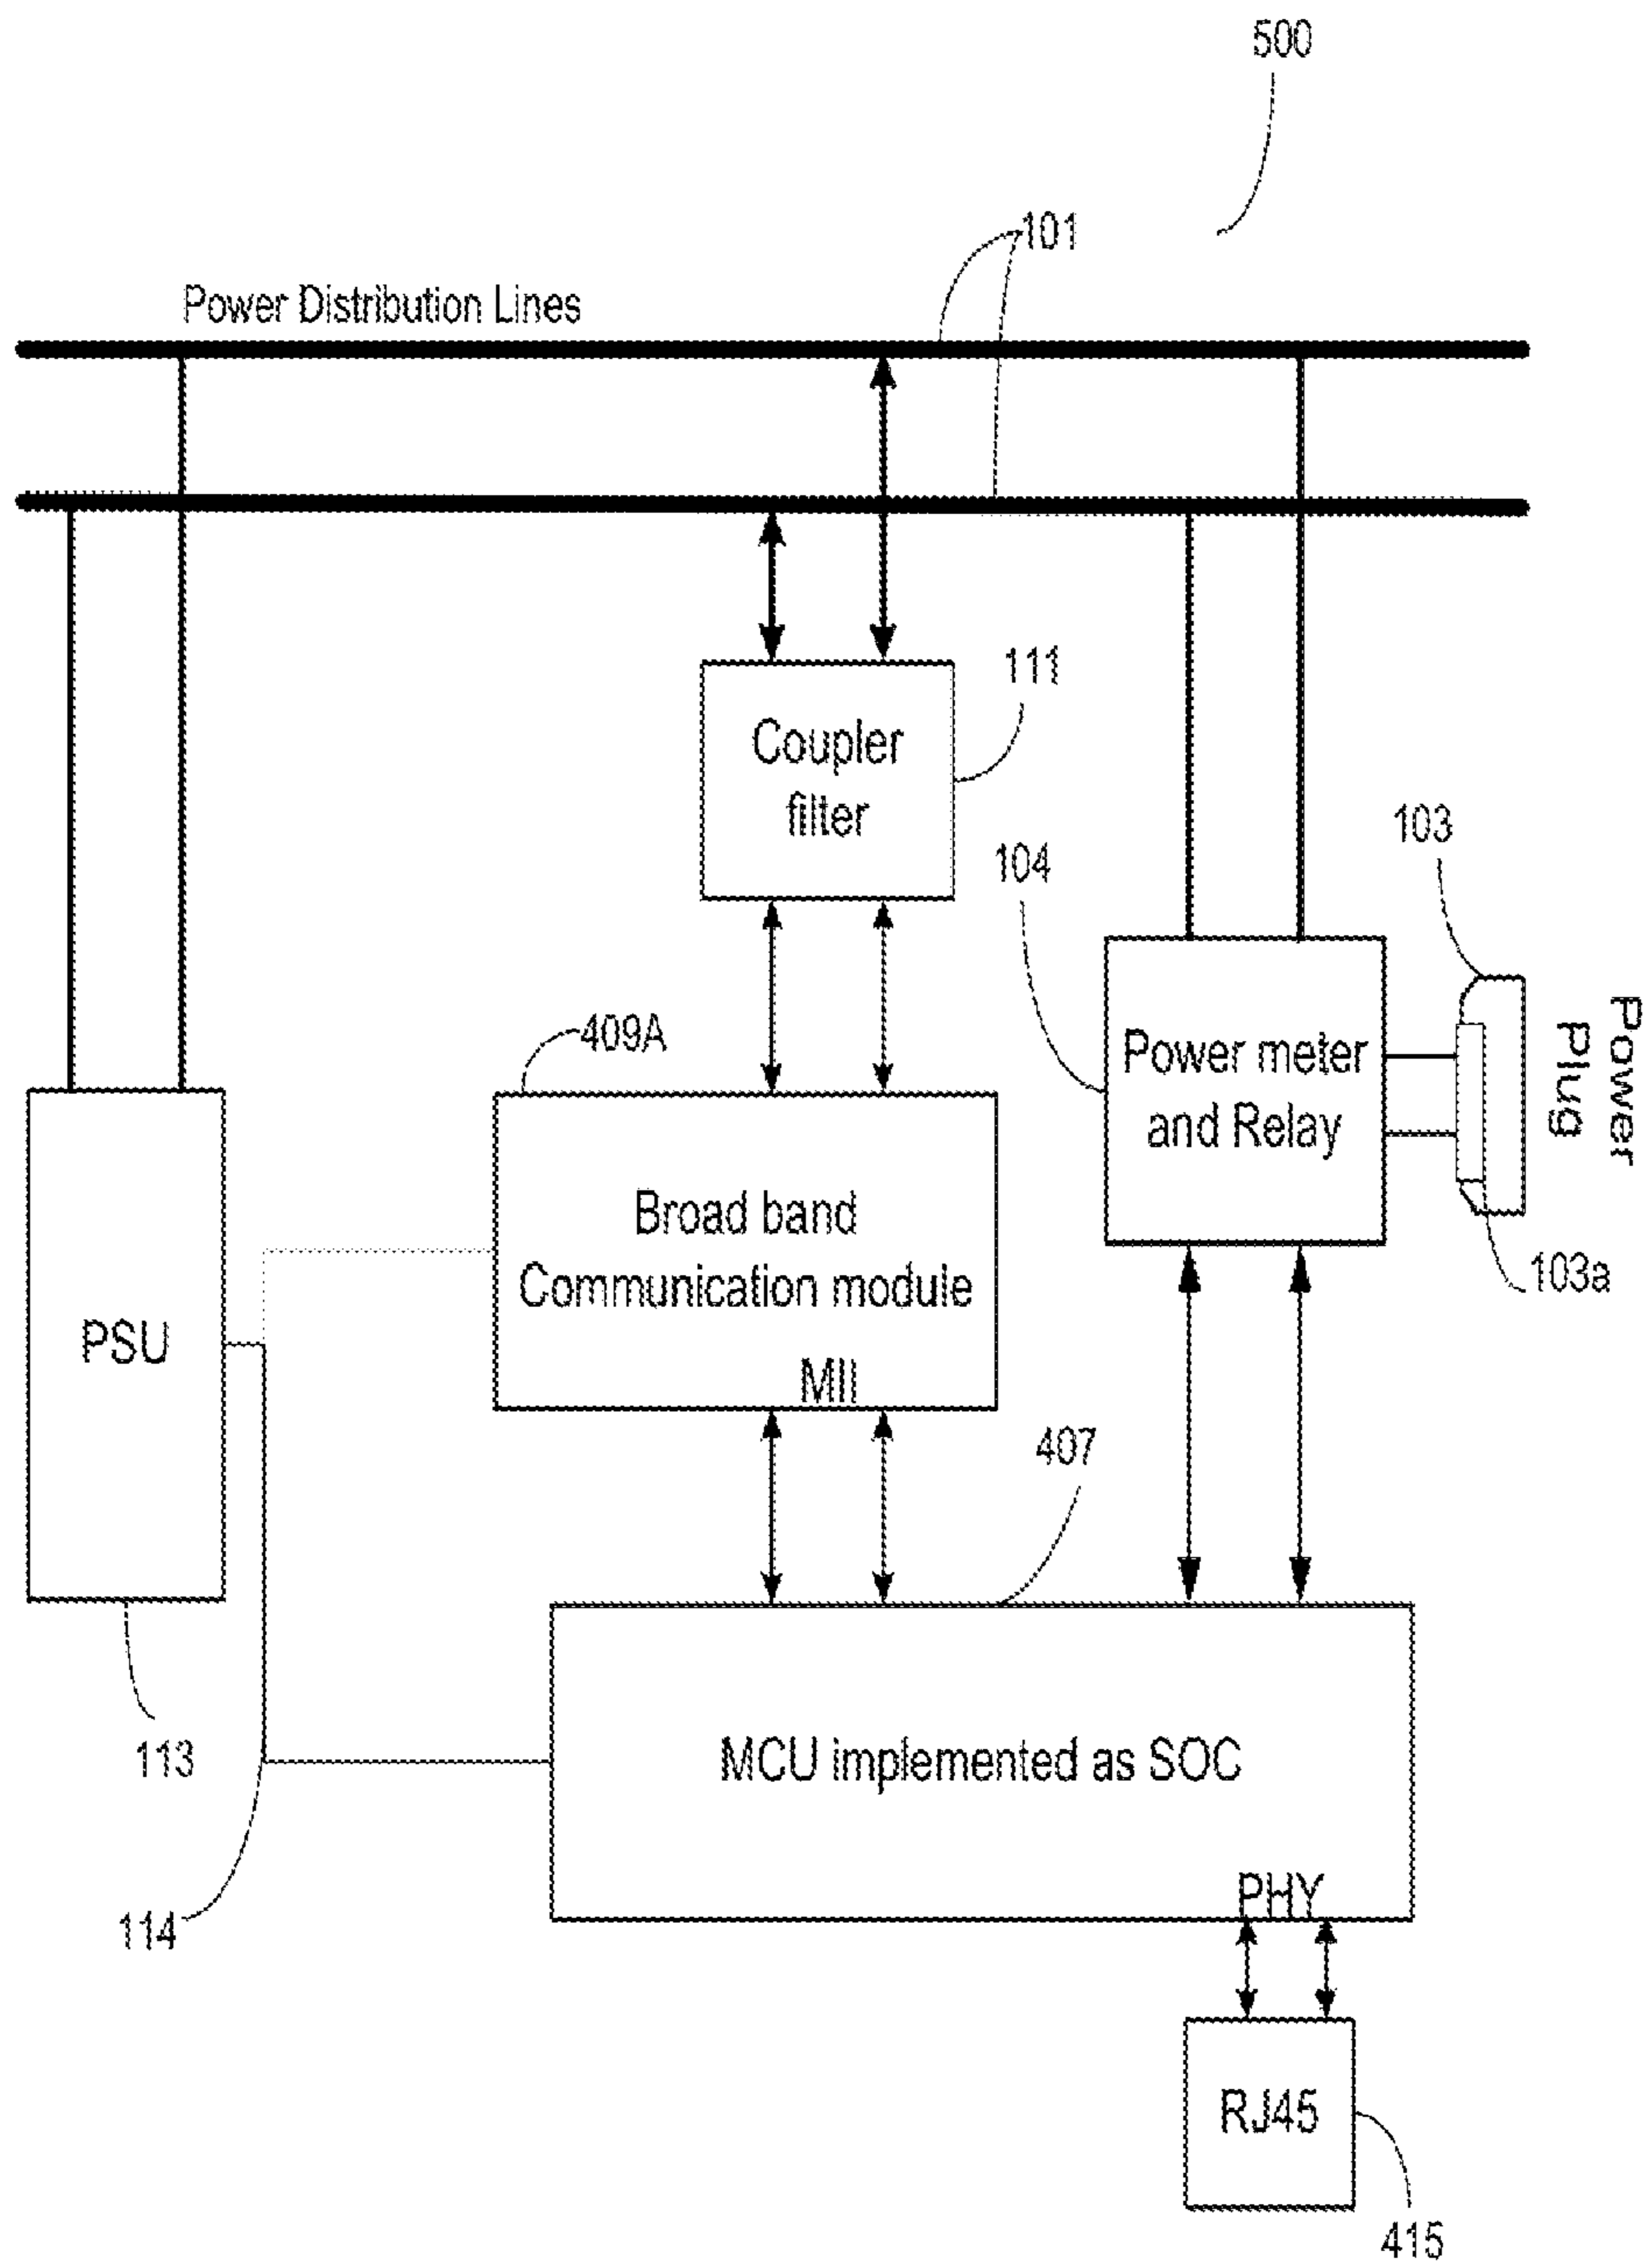 500
101
Power Distribution Lines
111
Coupler
filter
103
104
Power
Plug
409A
Power meter
and Relay
Broad band
Communication module
103a
PSU
MII
407
113
MCU implemented as SOC
PHY
114
RJ45
415